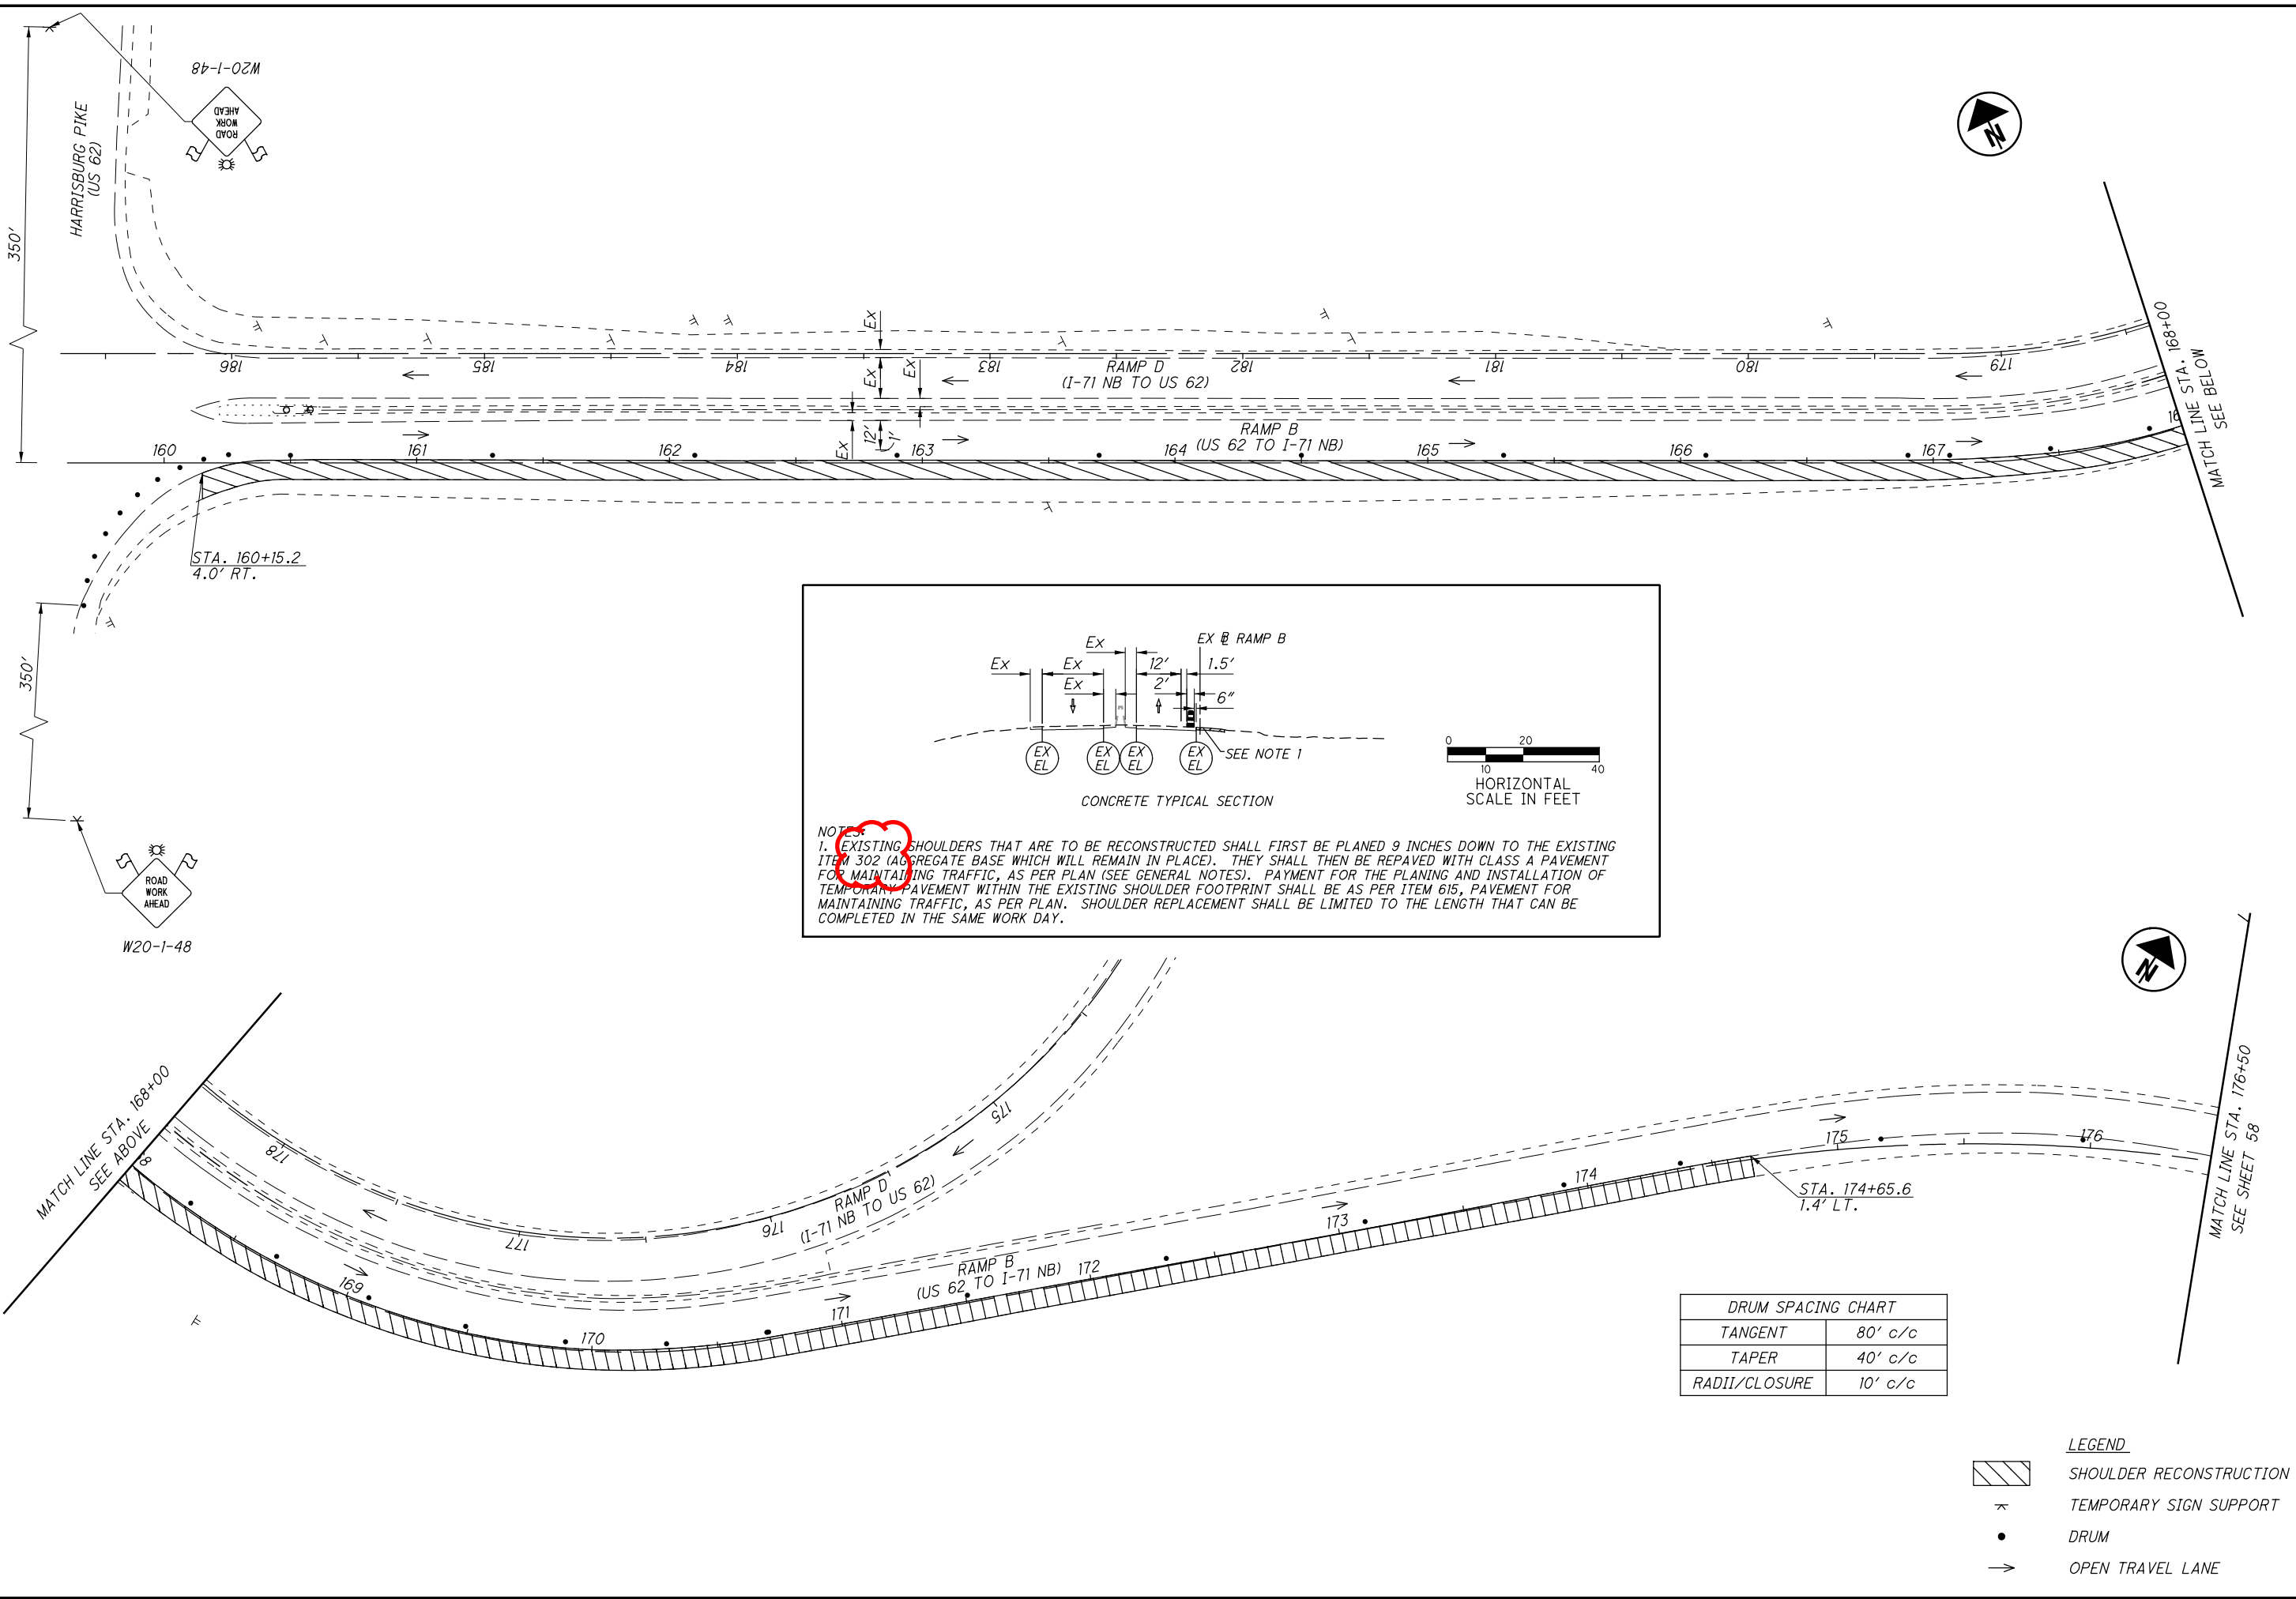 W20-1-48
ROAD
WORK
AHEAD
HARRISBURG PIKE
(US 62)
350'
N
MATCH LINE STA. 168+00
SEE BELOW
186
185
184
183
182
181
180
179
Ex
Ex
Ex
Ex
12'
1'
RAMP D
(I-71 NB TO US 62)
RAMP B
(US 62 TO I-71 NB)
160
161
162
163
164
165
166
167
16
STA. 160+15.2
4.0' RT.
350'
ROAD
WORK
AHEAD
W20-1-48
EX RAMP B
Ex
Ex
Ex
12'
1.5'
Ex
2'
6"
EX
EL
EX
EL
EX
EL
EX
EL
SEE NOTE 1
CONCRETE TYPICAL SECTION
0
20
10
40
HORIZONTAL
SCALE IN FEET
NOTES:
1. EXISTING SHOULDERS THAT ARE TO BE RECONSTRUCTED SHALL FIRST BE PLANED 9 INCHES DOWN TO THE EXISTING
ITEM 302 (AGGREGATE BASE WHICH WILL REMAIN IN PLACE). THEY SHALL THEN BE REPAVED WITH CLASS A PAVEMENT
FOR MAINTAINING TRAFFIC, AS PER PLAN (SEE GENERAL NOTES). PAYMENT FOR THE PLANING AND INSTALLATION OF
TEMPORARY PAVEMENT WITHIN THE EXISTING SHOULDER FOOTPRINT SHALL BE AS PER ITEM 615, PAVEMENT FOR
MAINTAINING TRAFFIC, AS PER PLAN. SHOULDER REPLACEMENT SHALL BE LIMITED TO THE LENGTH THAT CAN BE
COMPLETED IN THE SAME WORK DAY.
N
MATCH LINE STA. 168+00
SEE ABOVE
8
178
177
176
175
RAMP D
(I-71 NB TO US 62)
RAMP B
(US 62 TO I-71 NB)
169
170
171
172
173
174
175
176
STA. 174+65.6
1.4' LT.
MATCH LINE STA. 176+50
SEE SHEET 58
DRUM SPACING CHART
TANGENT 80' c/c
TAPER 40' c/c
RADII/CLOSURE 10' c/c
LEGEND
SHOULDER RECONSTRUCTION
TEMPORARY SIGN SUPPORT
DRUM
OPEN TRAVEL LANE